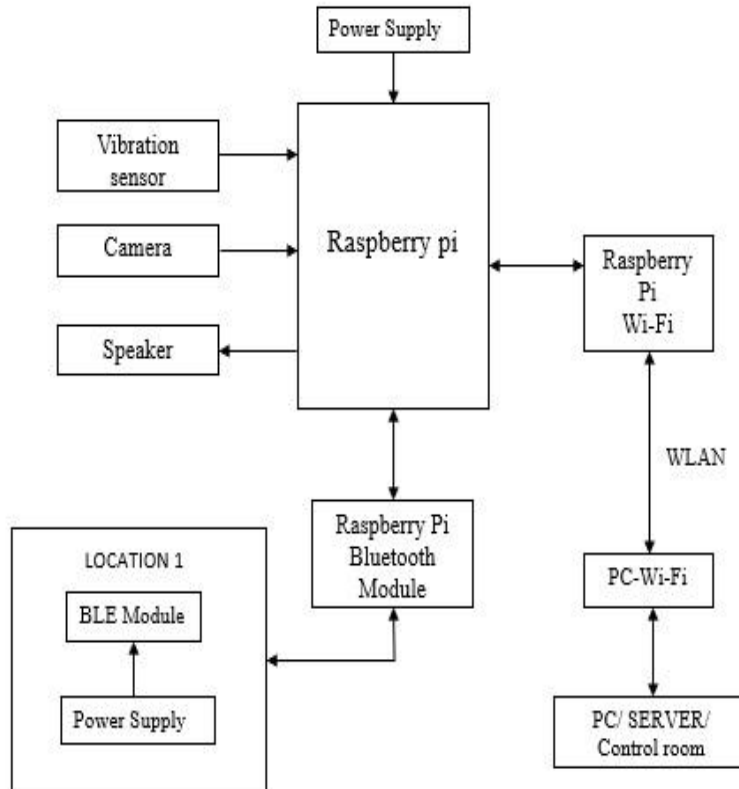 Power Supply
Vibration
sensor
Camera
Speaker
Raspberry pi
Raspberry
Pi
Wi-Fi
WLAN
Raspberry Pi
Bluetooth
Module
LOCATION 1
BLE Module
Power Supply
PC-Wi-Fi
PC/ SERVER/
Control room